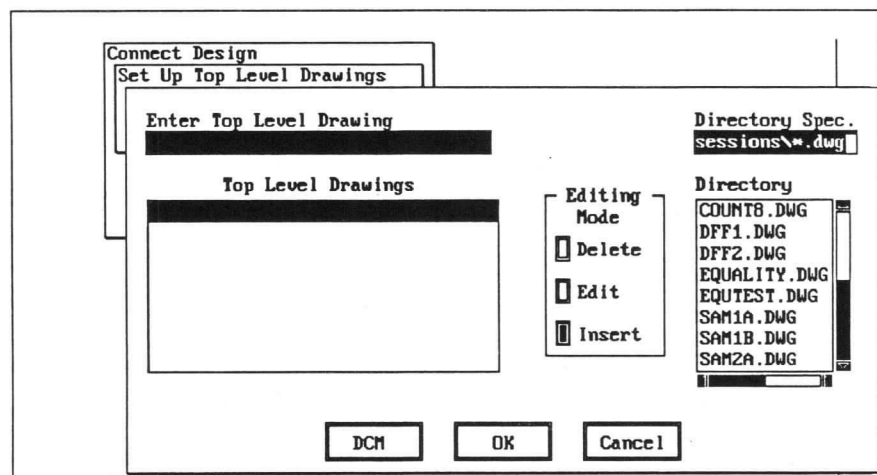 Connect Design
Set Up Top Level Drawings
Enter Top Level Drawing
Directory Spec.
sessions\*.dwg
Top Level Drawings
Editing
Mode
Delete
Edit
Insert
Directory
COUNT8.DWG
DFF1.DWG
DFF2.DWG
EQUALITY.DWG
EQUTEST.DWG
SAM1A.DWG
SAM1B.DWG
SAM2A.DWG
DCM
OK
Cancel